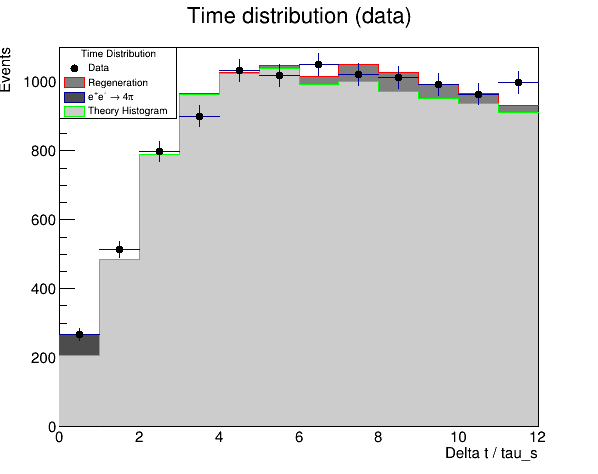 Time distribution (data)
Events
Time Distribution
Data
Regeneration
e⁺e⁻ → 4π
Theory Histogram
1000
800
600
400
200
0
0 2 4 6 8 10 12
Delta t / tau_s